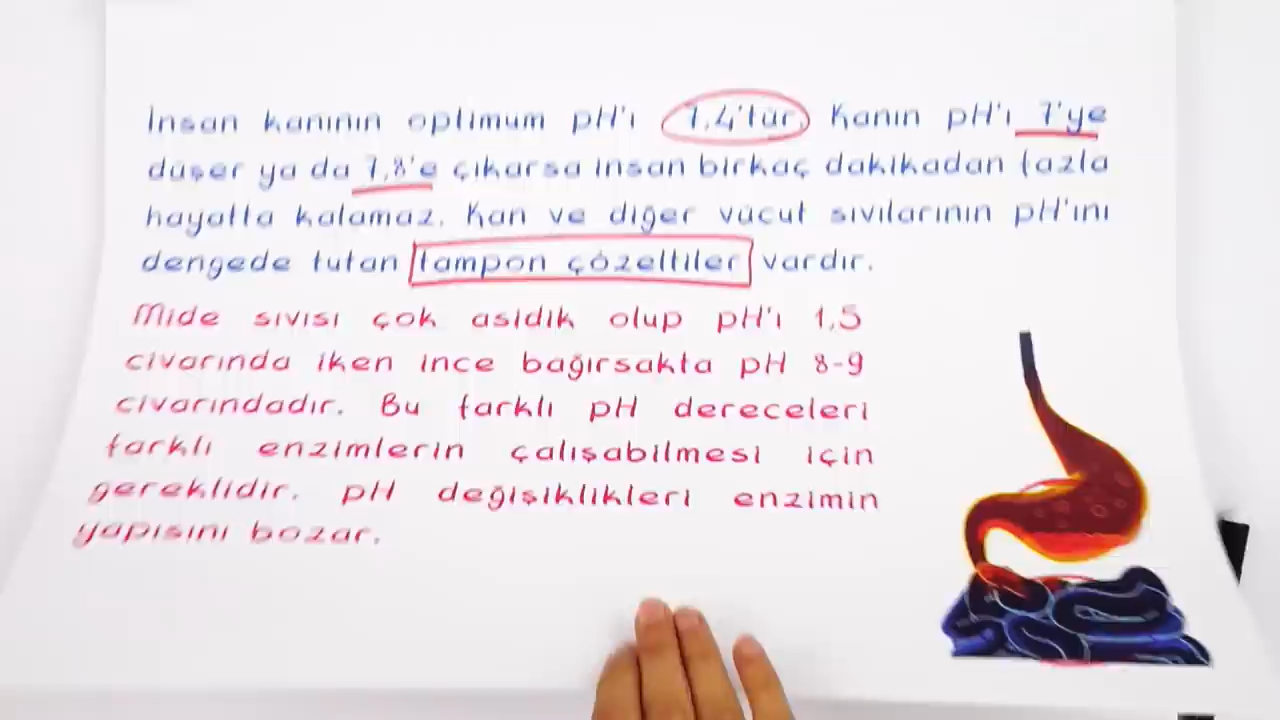 İnsan kanının optimum pH'ı 7,4'tür. Kanın pH'ı 7'ye
düşer ya da 7,8'e çıkarsa insan birkaç dakikadan fazla
hayatta kalamaz. Kan ve diğer vücut sıvılarının pH'ını
dengede tutan tampon çözeltiler vardır.
Mide sıvısı çok asidik olup pH'ı 1,5
civarında iken ince bağırsakta pH 8-9
civarındadır. Bu farklı pH dereceleri
farklı enzimlerin çalışabilmesi için
gereklidir. pH değişiklikleri enzimin
yapısını bozar.